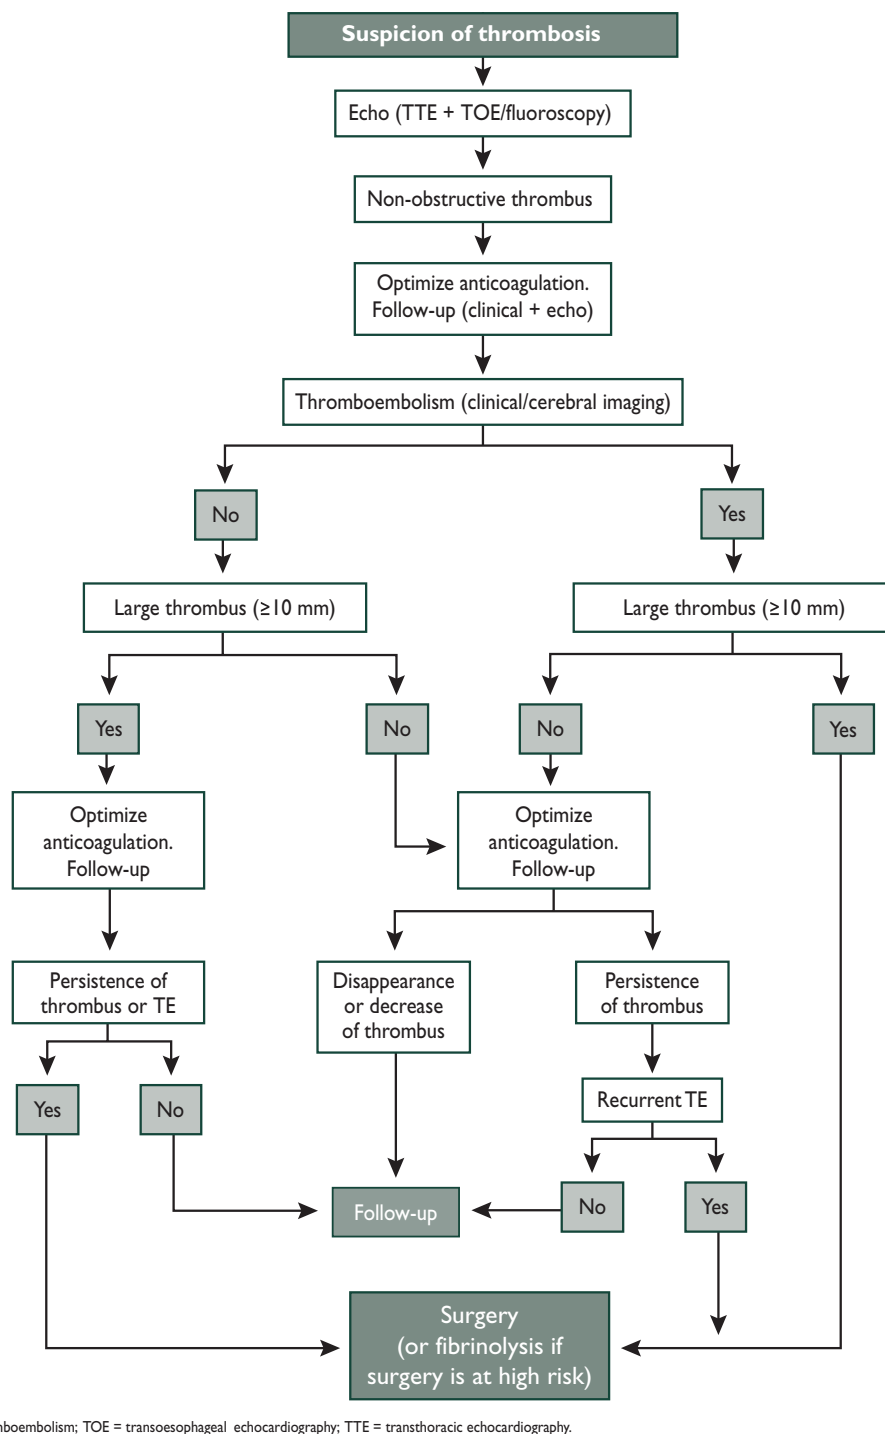 Suspicion of thrombosis
Echo (TTE + TOE/fluoroscopy)
Non-obstructive thrombus
Optimize anticoagulation.
Follow-up (clinical + echo)
Thromboembolism (clinical/cerebral imaging)
No
Yes
Large thrombus (≥10 mm)
Large thrombus (≥10 mm)
Yes
No
No
Yes
Optimize
anticoagulation.
Follow-up
Optimize
anticoagulation.
Follow-up
Persistence of
thrombus or TE
Disappearance
or decrease
of thrombus
Persistence
of thrombus
Yes
No
Recurrent TE
Follow-up
No
Yes
Surgery
(or fibrinolysis if
surgery is at high risk)
mboembolism; TOE = transoesophageal echocardiography; TTE = transthoracic echocardiography.